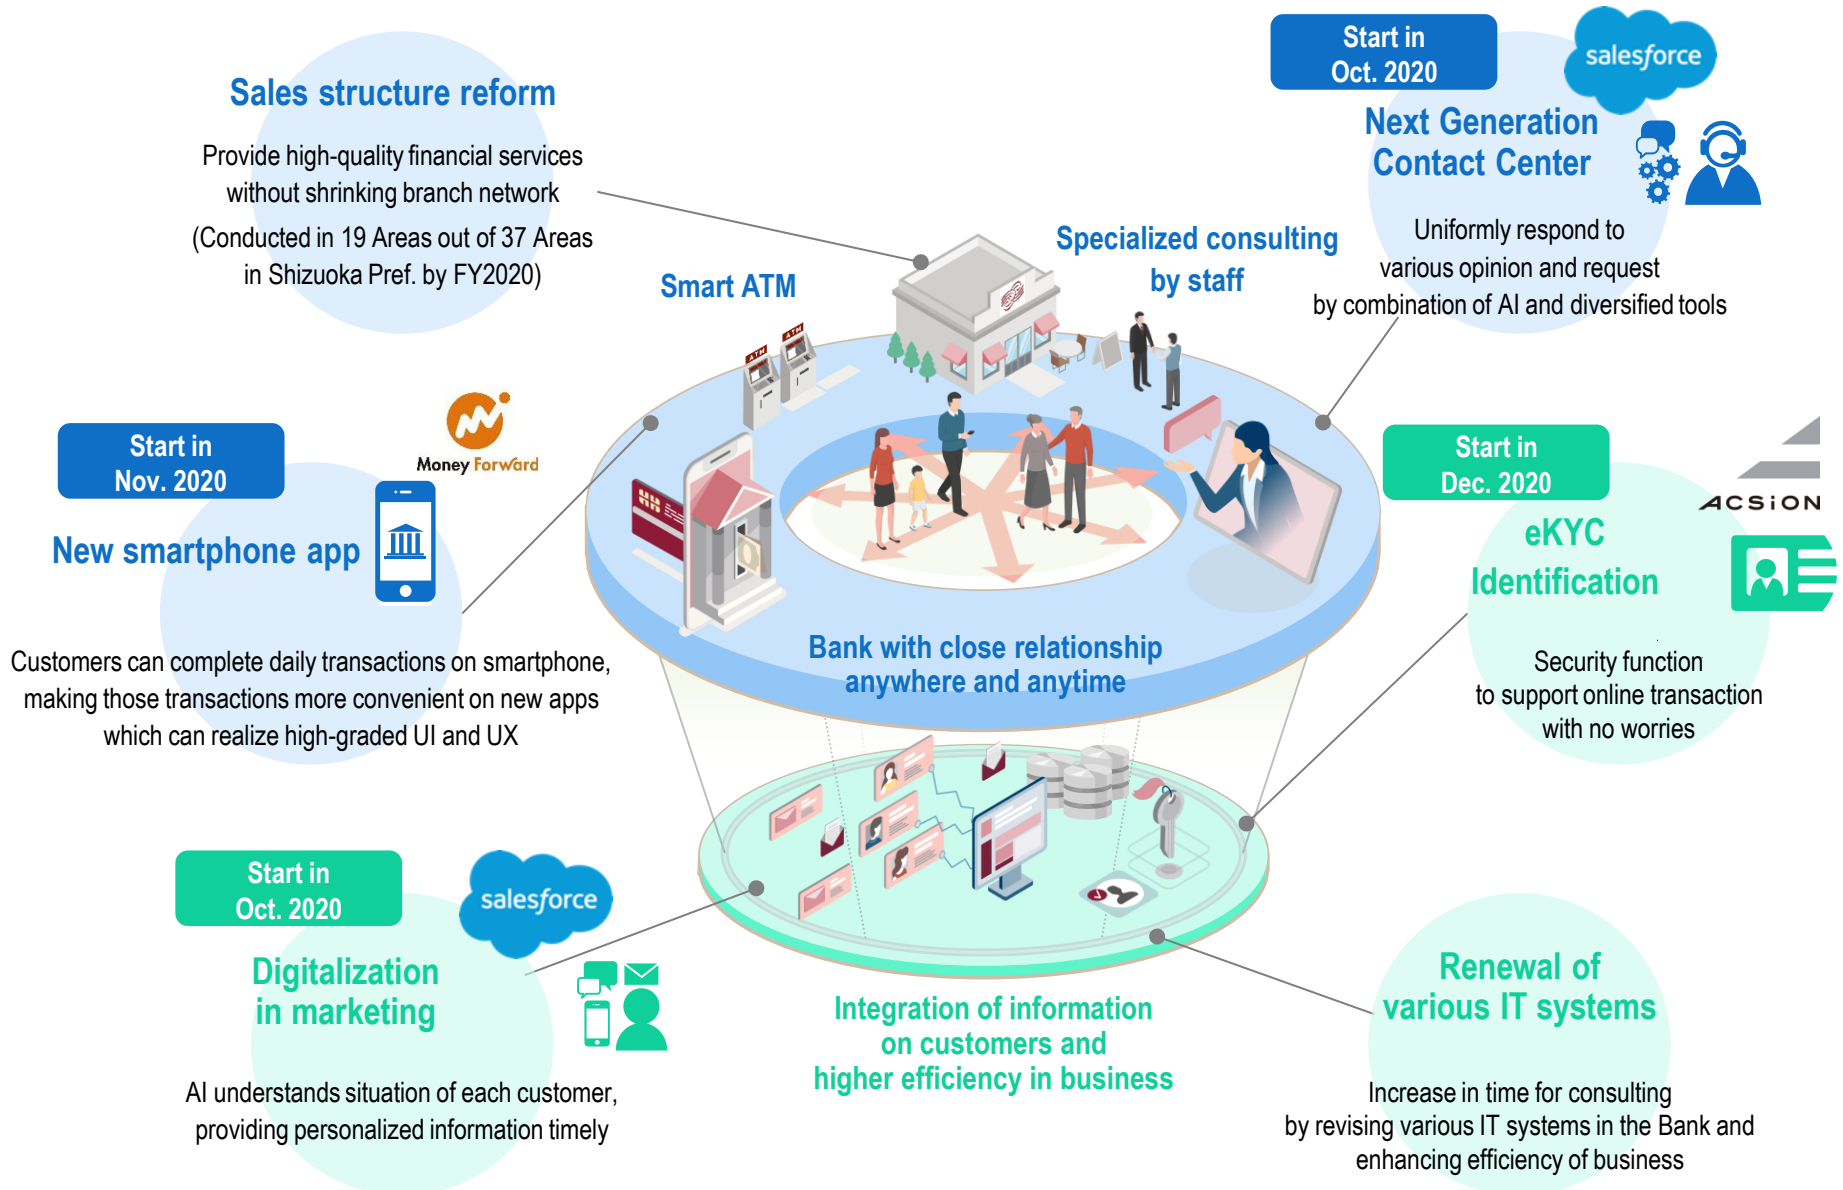 Sales structure reform
Provide high-quality financial services
without shrinking branch network
(Conducted in 19 Areas out of 37 Areas
in Shizuoka Pref. by FY2020)
Start in
Oct. 2020
salesforce
Next Generation
Contact Center
Uniformly respond to
various opinion and request
by combination of AI and diversified tools
Smart ATM
Specialized consulting
by staff
ATM
ATM
Start in
Nov. 2020
Money Forward
New smartphone app
Customers can complete daily transactions on smartphone,
making those transactions more convenient on new apps
which can realize high-graded UI and UX
Start in
Dec. 2020
ACSiON
eKYC
Identification
Security function
to support online transaction
with no worries
Bank with close relationship
anywhere and anytime
Start in
Oct. 2020
salesforce
Digitalization
in marketing
AI understands situation of each customer,
providing personalized information timely
Integration of information
on customers and
higher efficiency in business
Renewal of
various IT systems
Increase in time for consulting
by revising various IT systems in the Bank and
enhancing efficiency of business